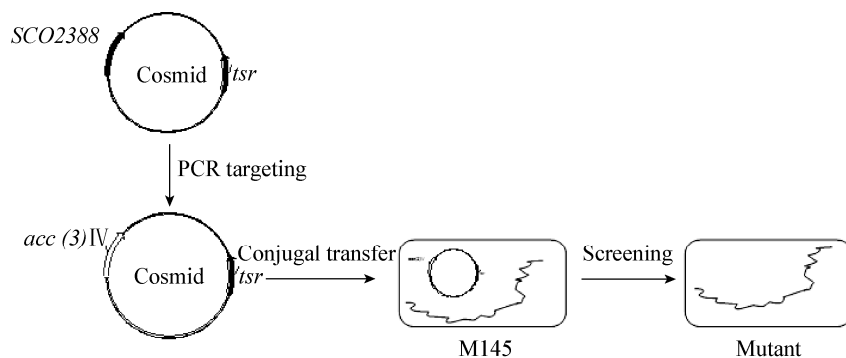 SCO2388
Cosmid
tsr
PCR targeting
acc (3)Ⅳ
Cosmid
tsr
Conjugal transfer
Screening
M145
Mutant